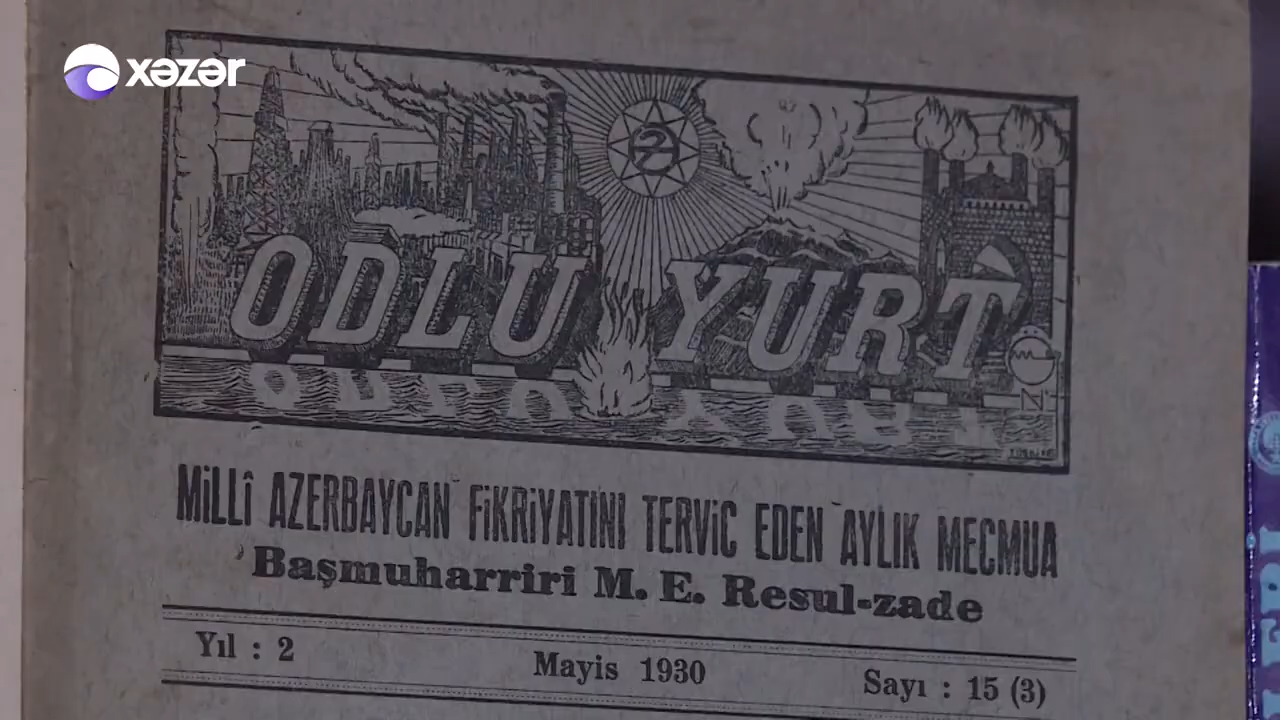 xəzər
ODLU YURT
MİLLÎ AZERBAYCAN FİKRİYATINI TERVİC EDEN AYLIK MECMUA
Başmuharriri M. E. Resul-zade
Yıl : 2
Mayis 1930
Sayı : 15 (3)